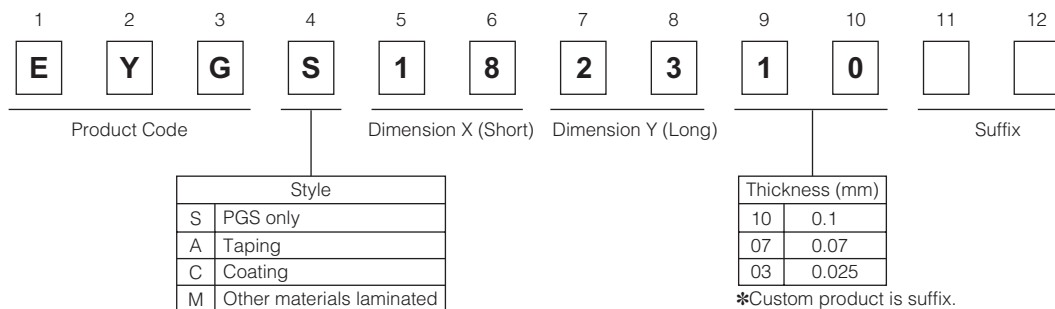 1 2 3 4 5 6 7 8 9 10 11 12
E Y G S 1 8 2 3 1 0
Product Code Dimension X (Short) Dimension Y (Long) Suffix
Style
S PGS only
A Taping
C Coating
M Other materials laminated
Thickness (mm)
10 0.1
07 0.07
03 0.025
✽Custom product is suffix.